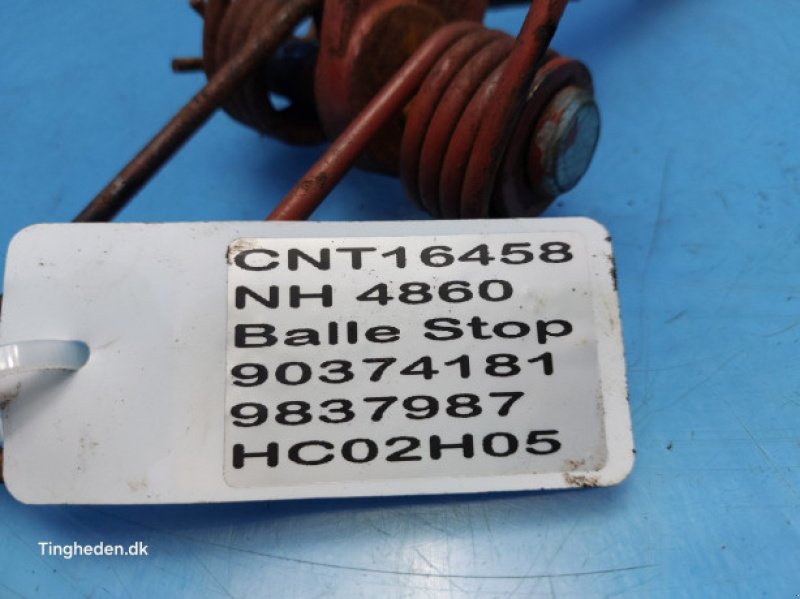 CNT16458
NH 4860
Balle Stop
90374181
9837987
HC02H05
Tingheden.dk